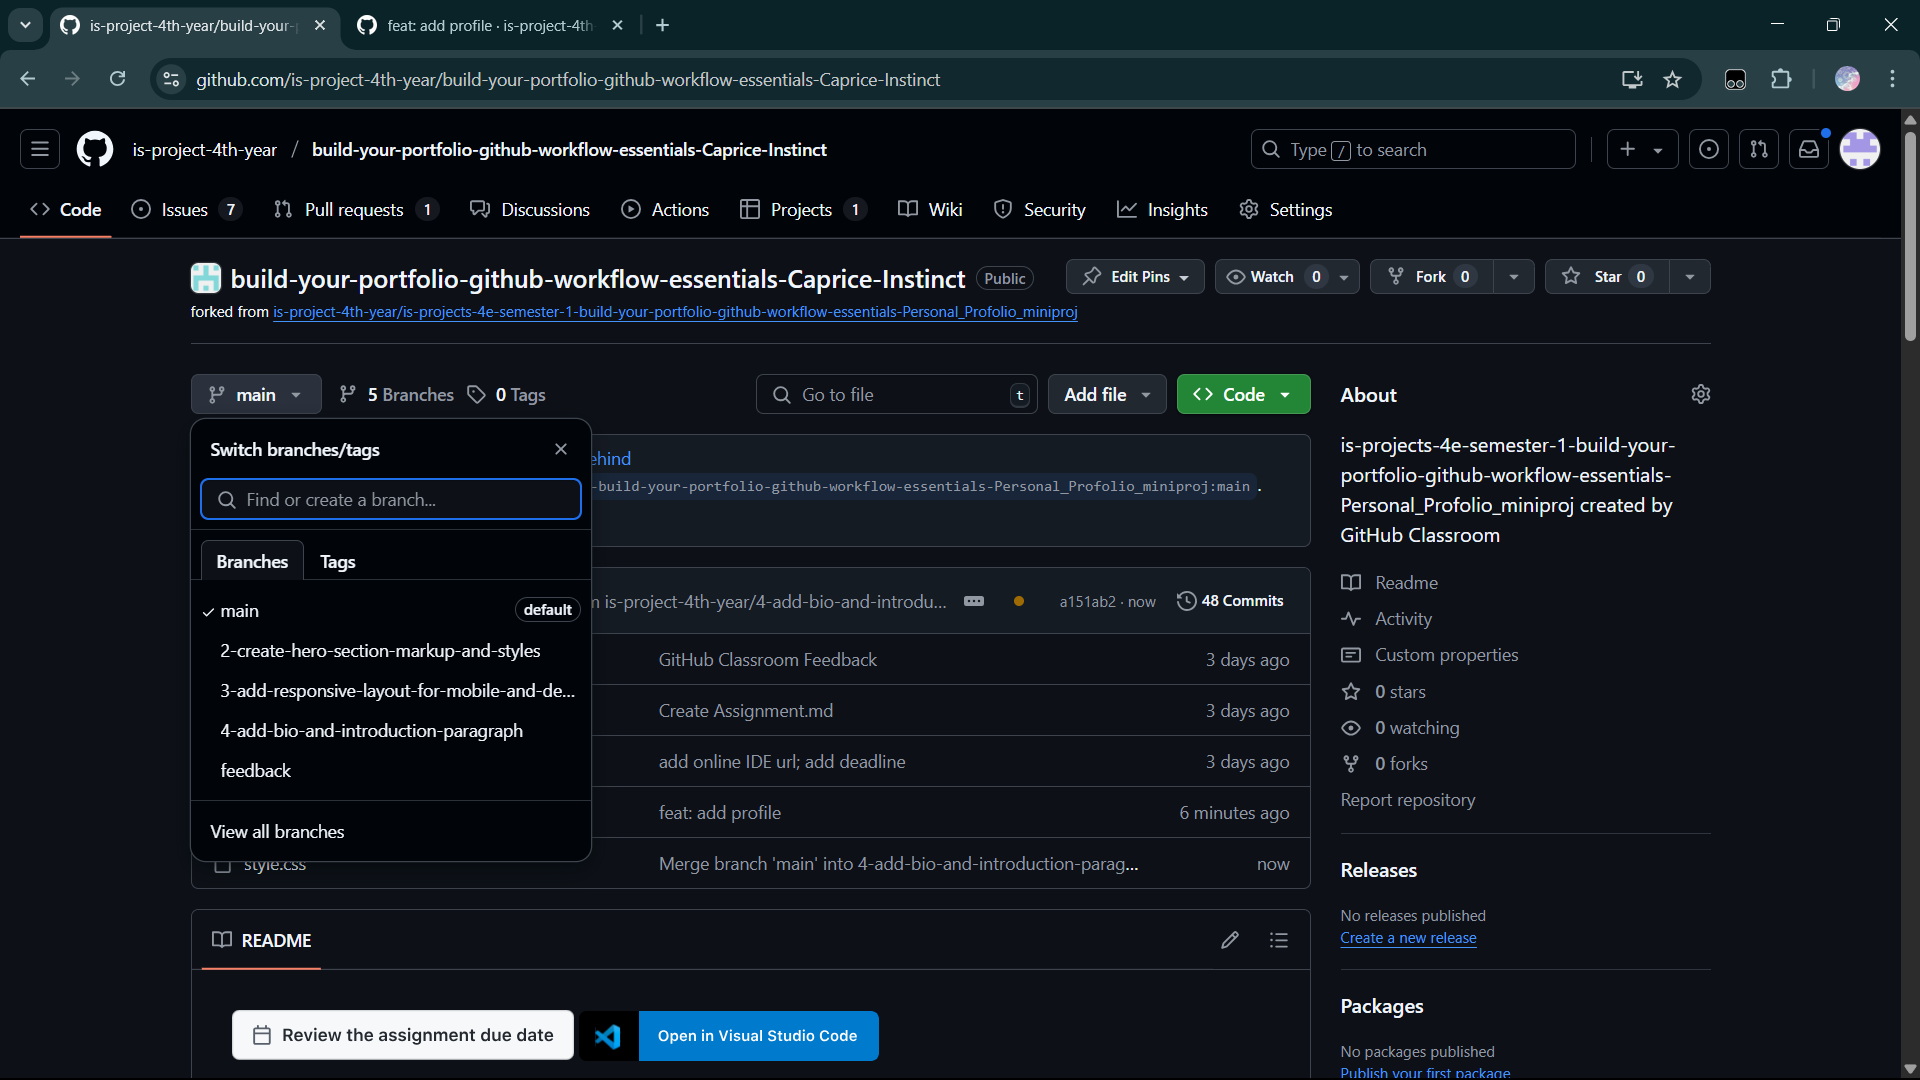 is-project-4th-year/build-your-
feat: add profile · is-project-4th
github.com/is-project-4th-year/build-your-portfolio-github-workflow-essentials-Caprice-Instinct
is-project-4th-year / build-your-portfolio-github-workflow-essentials-Caprice-Instinct
Type / to search
Code
Issues 7
Pull requests 1
Discussions
Actions
Projects 1
Wiki
Security
Insights
Settings
build-your-portfolio-github-workflow-essentials-Caprice-Instinct Public
Edit Pins
Watch 0
Fork 0
Star 0
forked from is-project-4th-year/is-projects-4e-semester-1-build-your-portfolio-github-workflow-essentials-Personal_Profolio_miniproj
main
5 Branches
0 Tags
Go to file t
Add file
Code
Switch branches/tags
Find or create a branch...
Branches
Tags
main default
2-create-hero-section-markup-and-styles
3-add-responsive-layout-for-mobile-and-de...
4-add-bio-and-introduction-paragraph
feedback
View all branches
ehind
-build-your-portfolio-github-workflow-essentials-Personal_Profolio_miniproj:main .
is-project-4th-year/4-add-bio-and-introdu...
a151ab2 · now
48 Commits
GitHub Classroom Feedback 3 days ago
Create Assignment.md 3 days ago
add online IDE url; add deadline 3 days ago
feat: add profile 6 minutes ago
style.css Merge branch 'main' into 4-add-bio-and-introduction-parag... now
README
Review the assignment due date
Open in Visual Studio Code
About
is-projects-4e-semester-1-build-your-
portfolio-github-workflow-essentials-
Personal_Profolio_miniproj created by
GitHub Classroom
Readme
Activity
Custom properties
0 stars
0 watching
0 forks
Report repository
Releases
No releases published
Create a new release
Packages
No packages published
Publish your first package